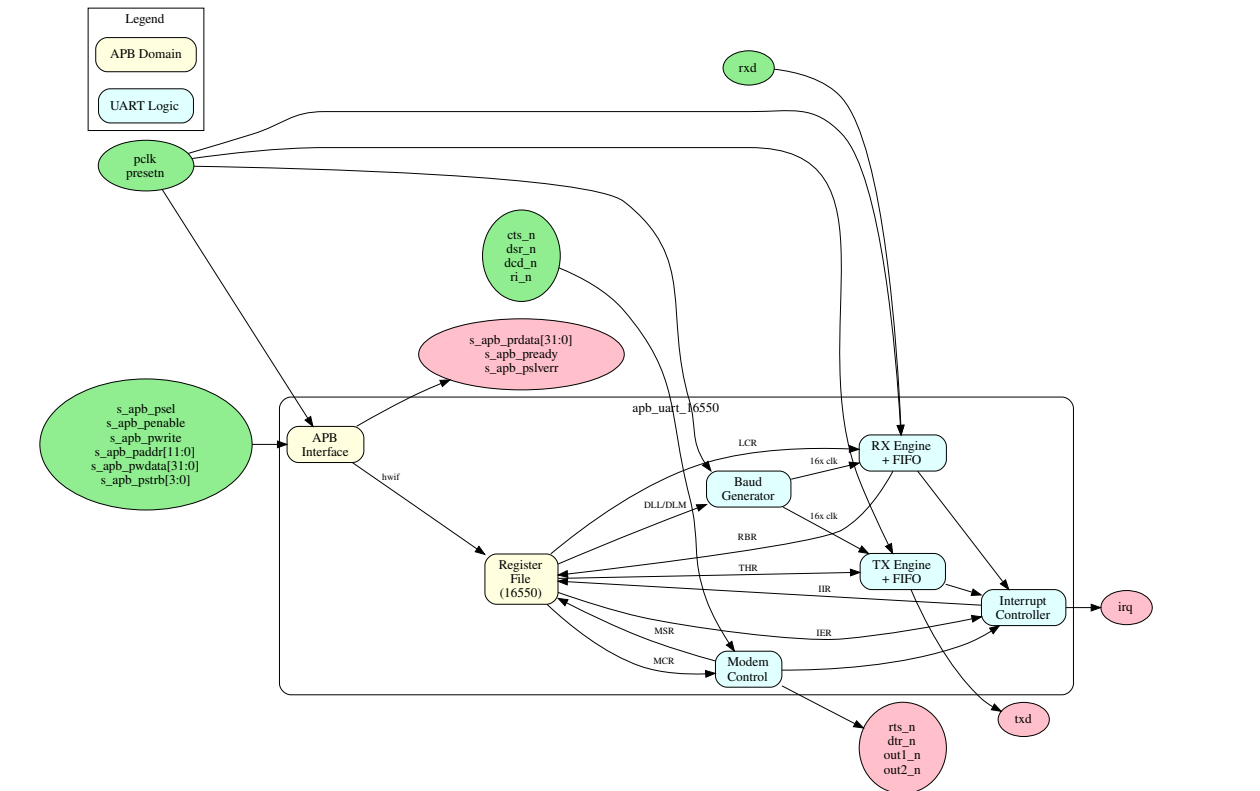 Legend
APB Domain
UART Logic
rxd
pclk
presetn
cts_n
dsr_n
dcd_n
ri_n
s_apb_prdata[31:0]
s_apb_pready
s_apb_pslverr
s_apb_psel
s_apb_penable
s_apb_pwrite
s_apb_paddr[11:0]
s_apb_pwdata[31:0]
s_apb_pstrb[3:0]
apb_uart_16550
APB
Interface
hwif
LCR
RX Engine
+ FIFO
16x clk
Baud
Generator
DLL/DLM
16x clk
RBR
Register
File
(16550)
THR
TX Engine
+ FIFO
IIR
Interrupt
Controller
irq
IER
MSR
MCR
Modem
Control
txd
rts_n
dtr_n
out1_n
out2_n